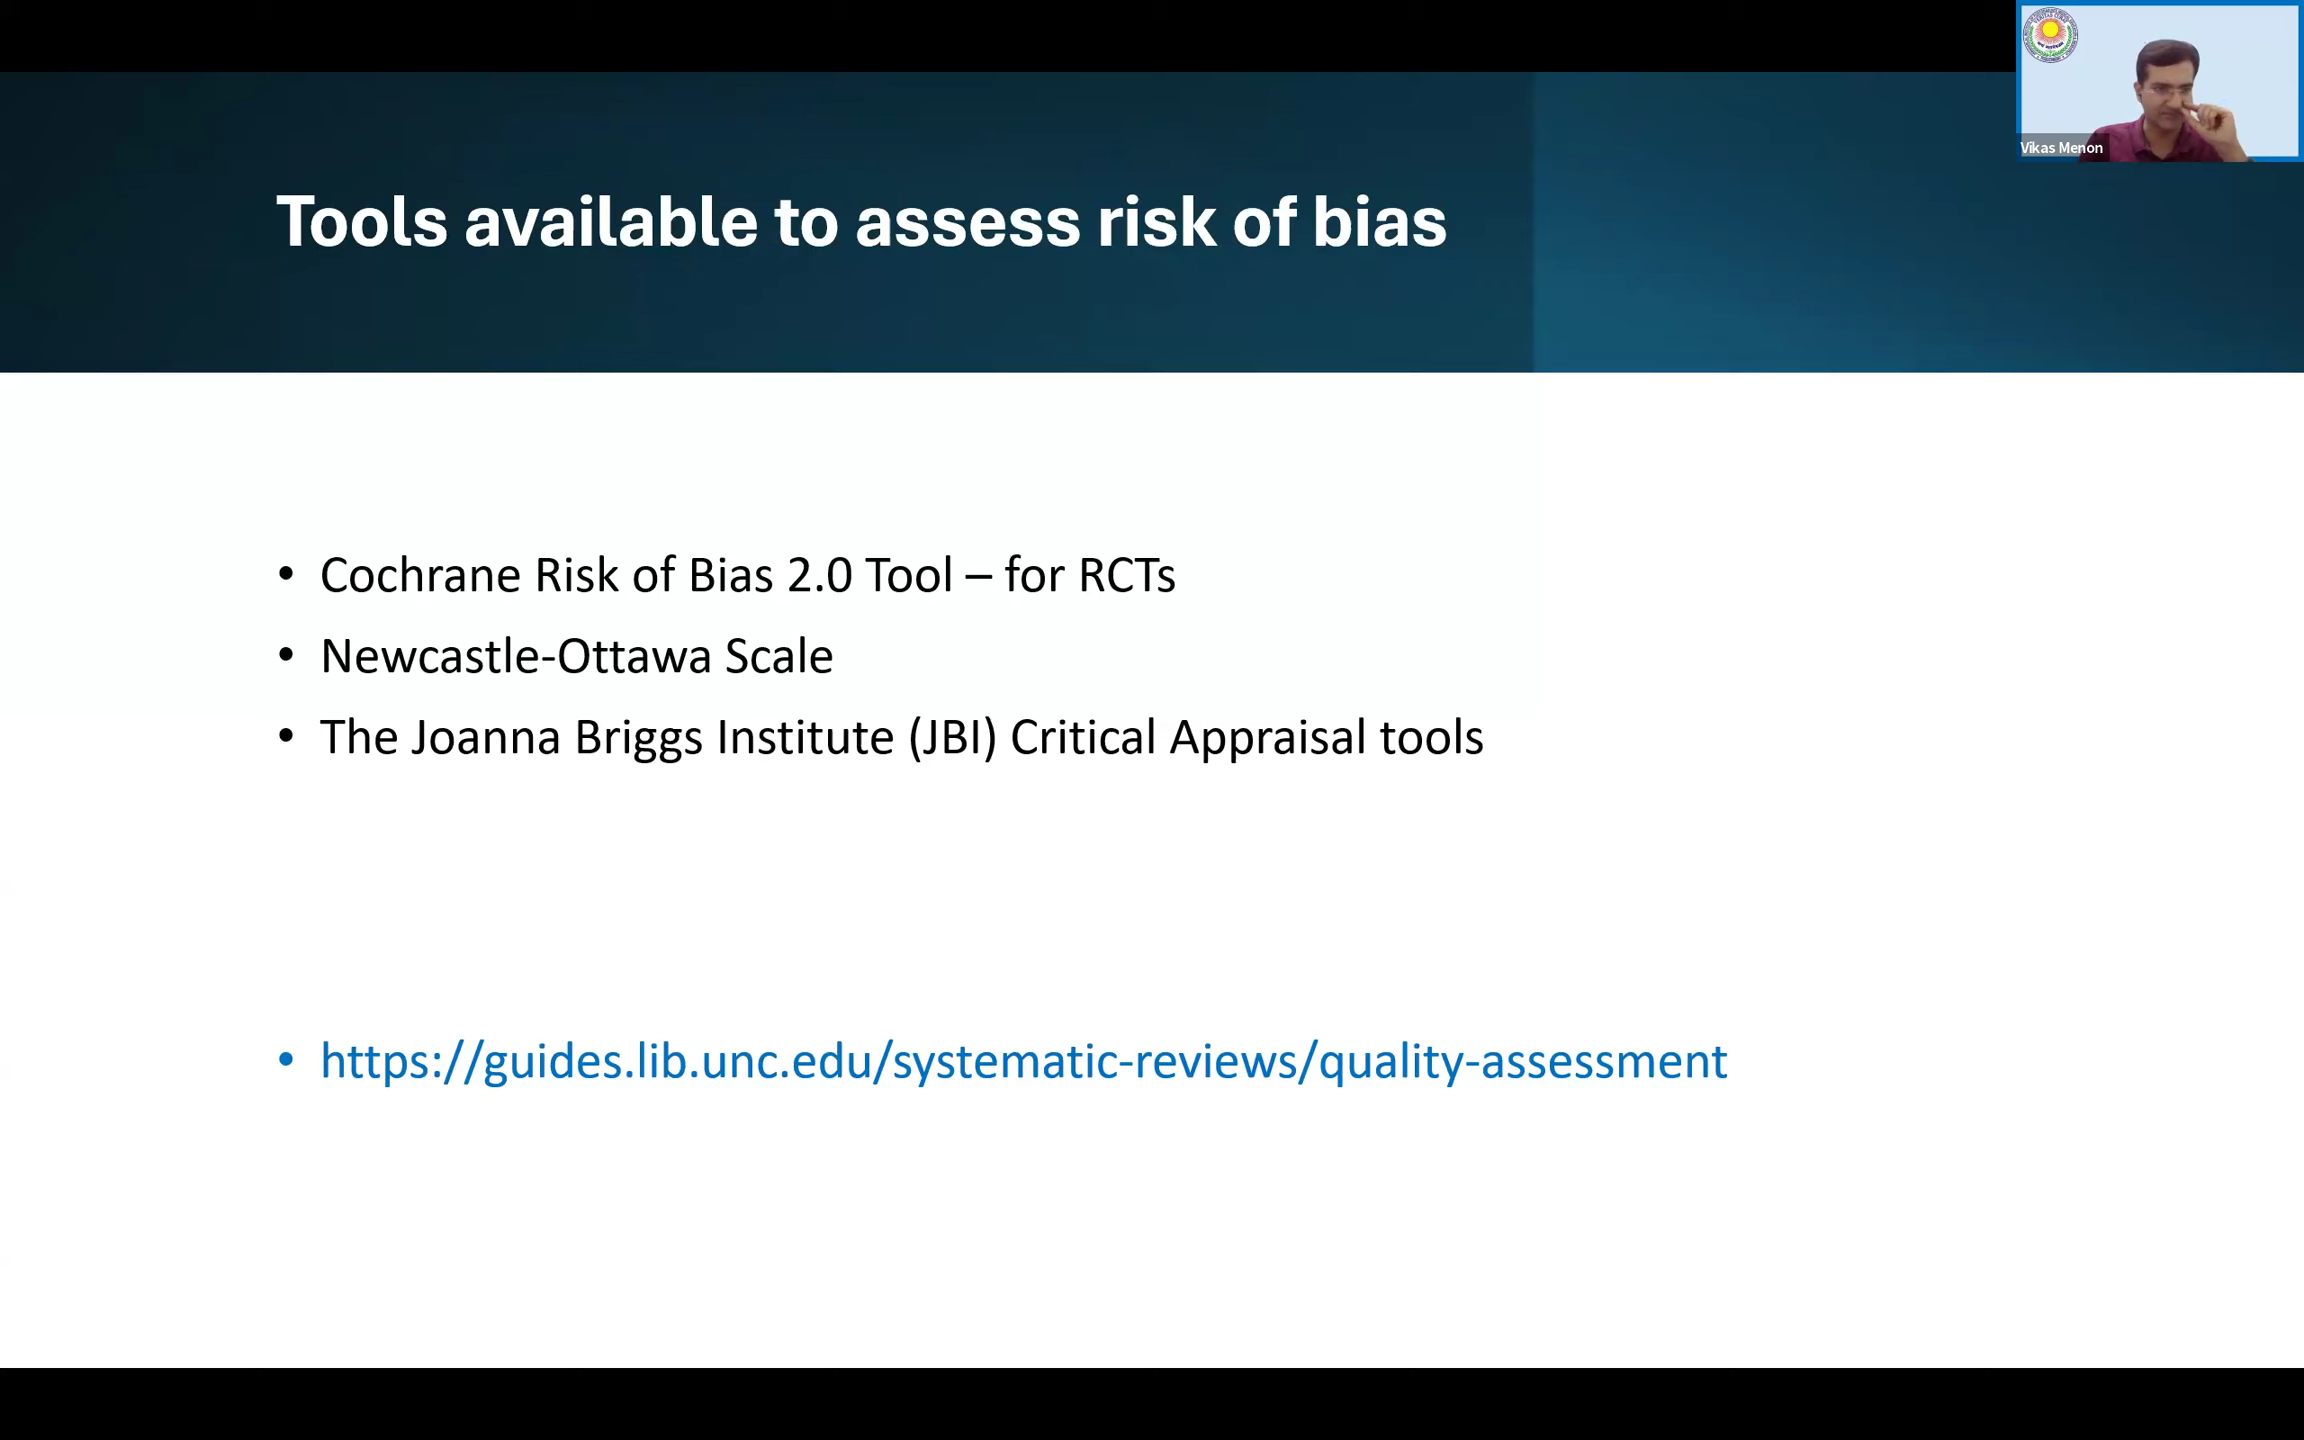 Vikas Menon
Tools available to assess risk of bias
• Cochrane Risk of Bias 2.0 Tool – for RCTs
• Newcastle-Ottawa Scale
• The Joanna Briggs Institute (JBI) Critical Appraisal tools
• https://guides.lib.unc.edu/systematic-reviews/quality-assessment